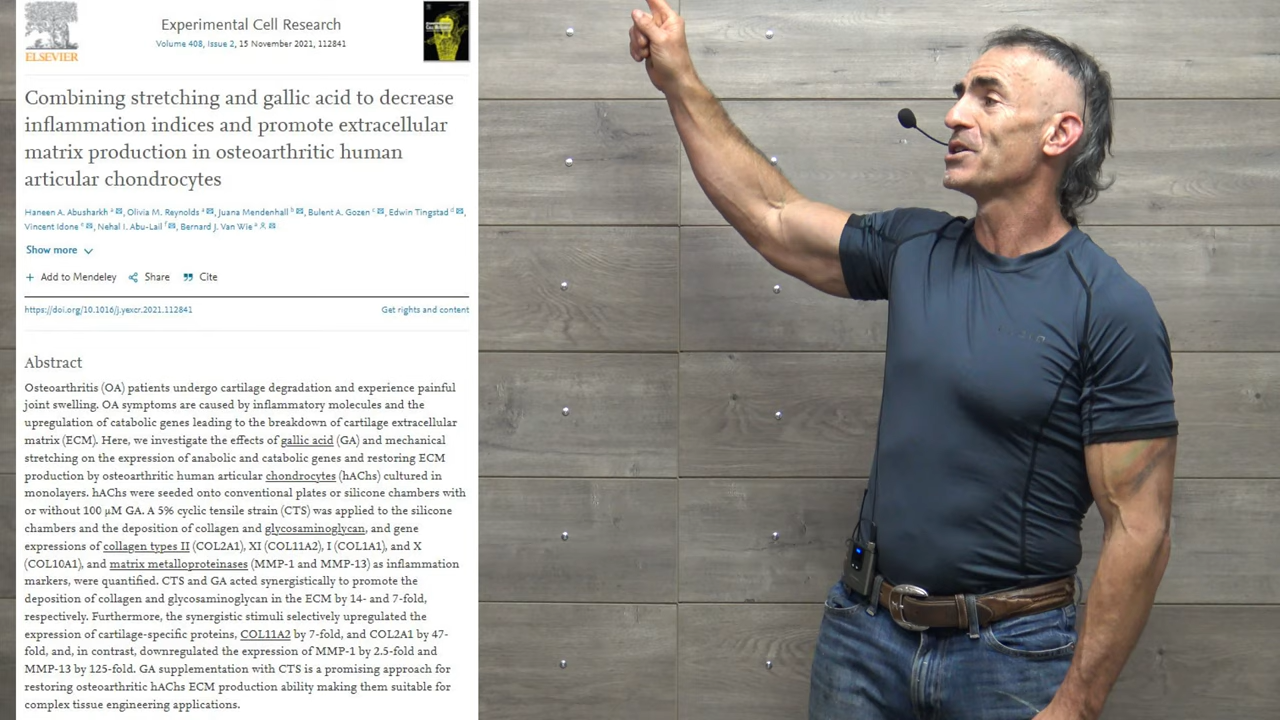 ELSEVIER
Experimental Cell Research
Volume 408, Issue 2, 15 November 2021, 112841
Combining stretching and gallic acid to decrease
inflammation indices and promote extracellular
matrix production in osteoarthritic human
articular chondrocytes
Haneen A. Abusharkh a, Olivia M. Reynolds a, Juana Mendenhall b, Bulent A. Gozen c, Edwin Tingstad d,
Vincent Idone e, Nehal I. Abu-Lail f, Bernard J. Van Wie a
Show more
+ Add to Mendeley Share Cite
https://doi.org/10.1016/j.yexcr.2021.112841 Get rights and content
Abstract
Osteoarthritis (OA) patients undergo cartilage degradation and experience painful
joint swelling. OA symptoms are caused by inflammatory molecules and the
upregulation of catabolic genes leading to the breakdown of cartilage extracellular
matrix (ECM). Here, we investigate the effects of gallic acid (GA) and mechanical
stretching on the expression of anabolic and catabolic genes and restoring ECM
production by osteoarthritic human articular chondrocytes (hAChs) cultured in
monolayers. hAChs were seeded onto conventional plates or silicone chambers with
or without 100 μM GA. A 5% cyclic tensile strain (CTS) was applied to the silicone
chambers and the deposition of collagen and glycosaminoglycan, and gene
expressions of collagen types II (COL2A1), XI (COL11A2), I (COL1A1), and X
(COL10A1), and matrix metalloproteinases (MMP-1 and MMP-13) as inflammation
markers, were quantified. CTS and GA acted synergistically to promote the
deposition of collagen and glycosaminoglycan in the ECM by 14- and 7-fold,
respectively. Furthermore, the synergistic stimuli selectively upregulated the
expression of cartilage-specific proteins, COL11A2 by 7-fold, and COL2A1 by 47-
fold, and, in contrast, downregulated the expression of MMP-1 by 2.5-fold and
MMP-13 by 125-fold. GA supplementation with CTS is a promising approach for
restoring osteoarthritic hAChs ECM production ability making them suitable for
complex tissue engineering applications.